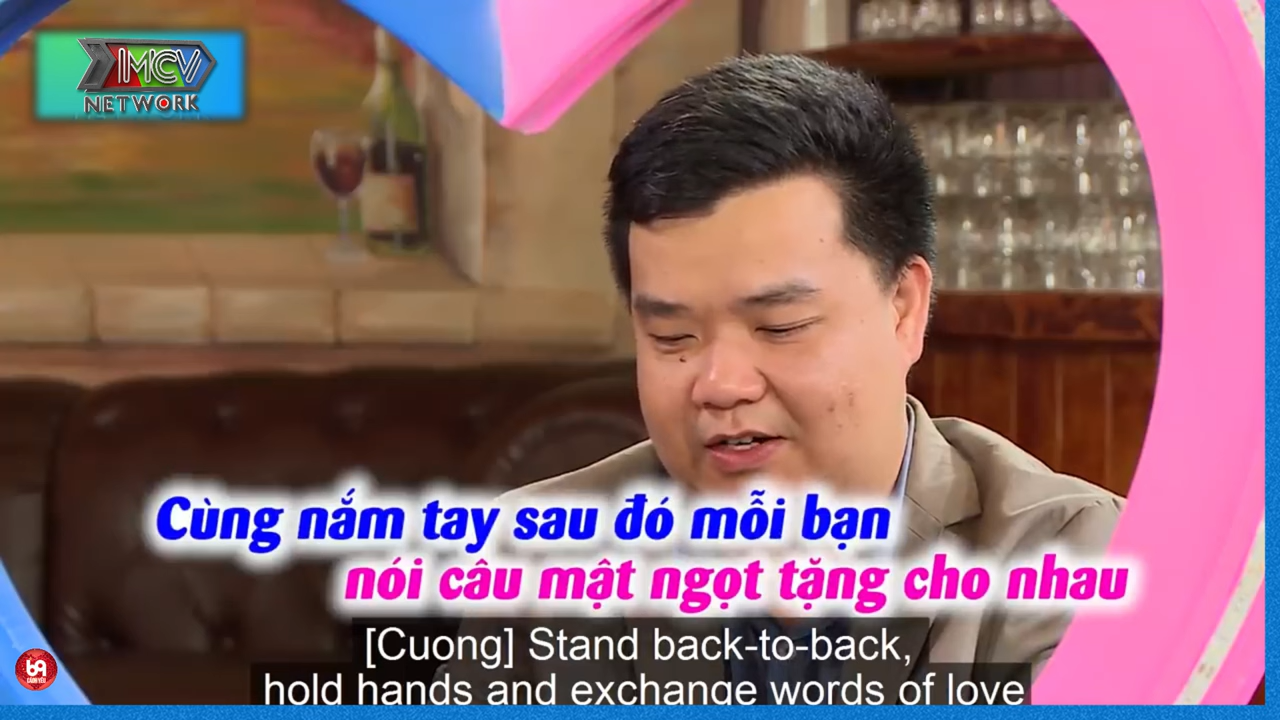 MCV
NETWORK
Cùng nắm tay sau đó mỗi bạn
nói câu mật ngọt tặng cho nhau
[Cuong] Stand back-to-back,
hold hands and exchange words of love